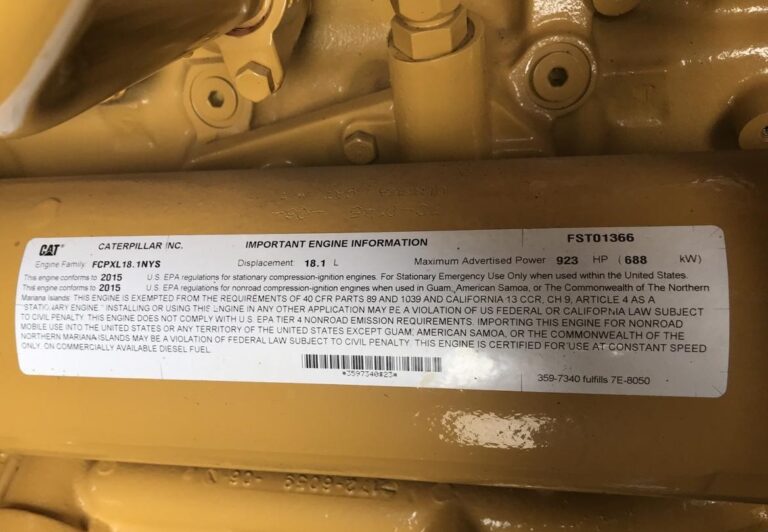 CAT® CATERPILLAR INC. IMPORTANT ENGINE INFORMATION FST01366
Engine Family: FCPXL18.1NYS Displacement: 18.1 L Maximum Advertised Power 923 HP ( 688 kW)
This engine conforms to 2015 U.S. EPA regulations for stationary compression-ignition engines. For Stationary Emergency Use Only when used within the United States.
This engine conforms to 2015 U.S. EPA regulations for nonroad compression-ignition engines when used in Guam, American Samoa, or The Commonwealth of The Northern
Mariana Islands: THIS ENGINE IS EXEMPTED FROM THE REQUIREMENTS OF 40 CFR PARTS 89 AND 1039 AND CALIFORNIA 13 CCR, CH 9, ARTICLE 4 AS A
"STATIONARY ENGINE." INSTALLING OR USING THIS ENGINE IN ANY OTHER APPLICATION MAY BE A VIOLATION OF US FEDERAL OR CALIFORNIA LAW SUBJECT
TO CIVIL PENALTY. THIS ENGINE DOES NOT COMPLY WITH U.S. EPA TIER 4 NONROAD EMISSION REQUIREMENTS. IMPORTING THIS ENGINE FOR NONROAD
MOBILE USE INTO THE UNITED STATES OR ANY TERRITORY OF THE UNITED STATES EXCEPT GUAM, AMERICAN SAMOA, OR THE COMMONWEALTH OF THE
NORTHERN MARIANA ISLANDS MAY BE A VIOLATION OF FEDERAL LAW SUBJECT TO CIVIL PENALTY. THIS ENGINE IS CERTIFIED FOR USE AT CONSTANT SPEED
ONLY, ON COMMERCIALLY AVAILABLE DIESEL FUEL.
*3597340#23*
359-7340 fulfills 7E-8050